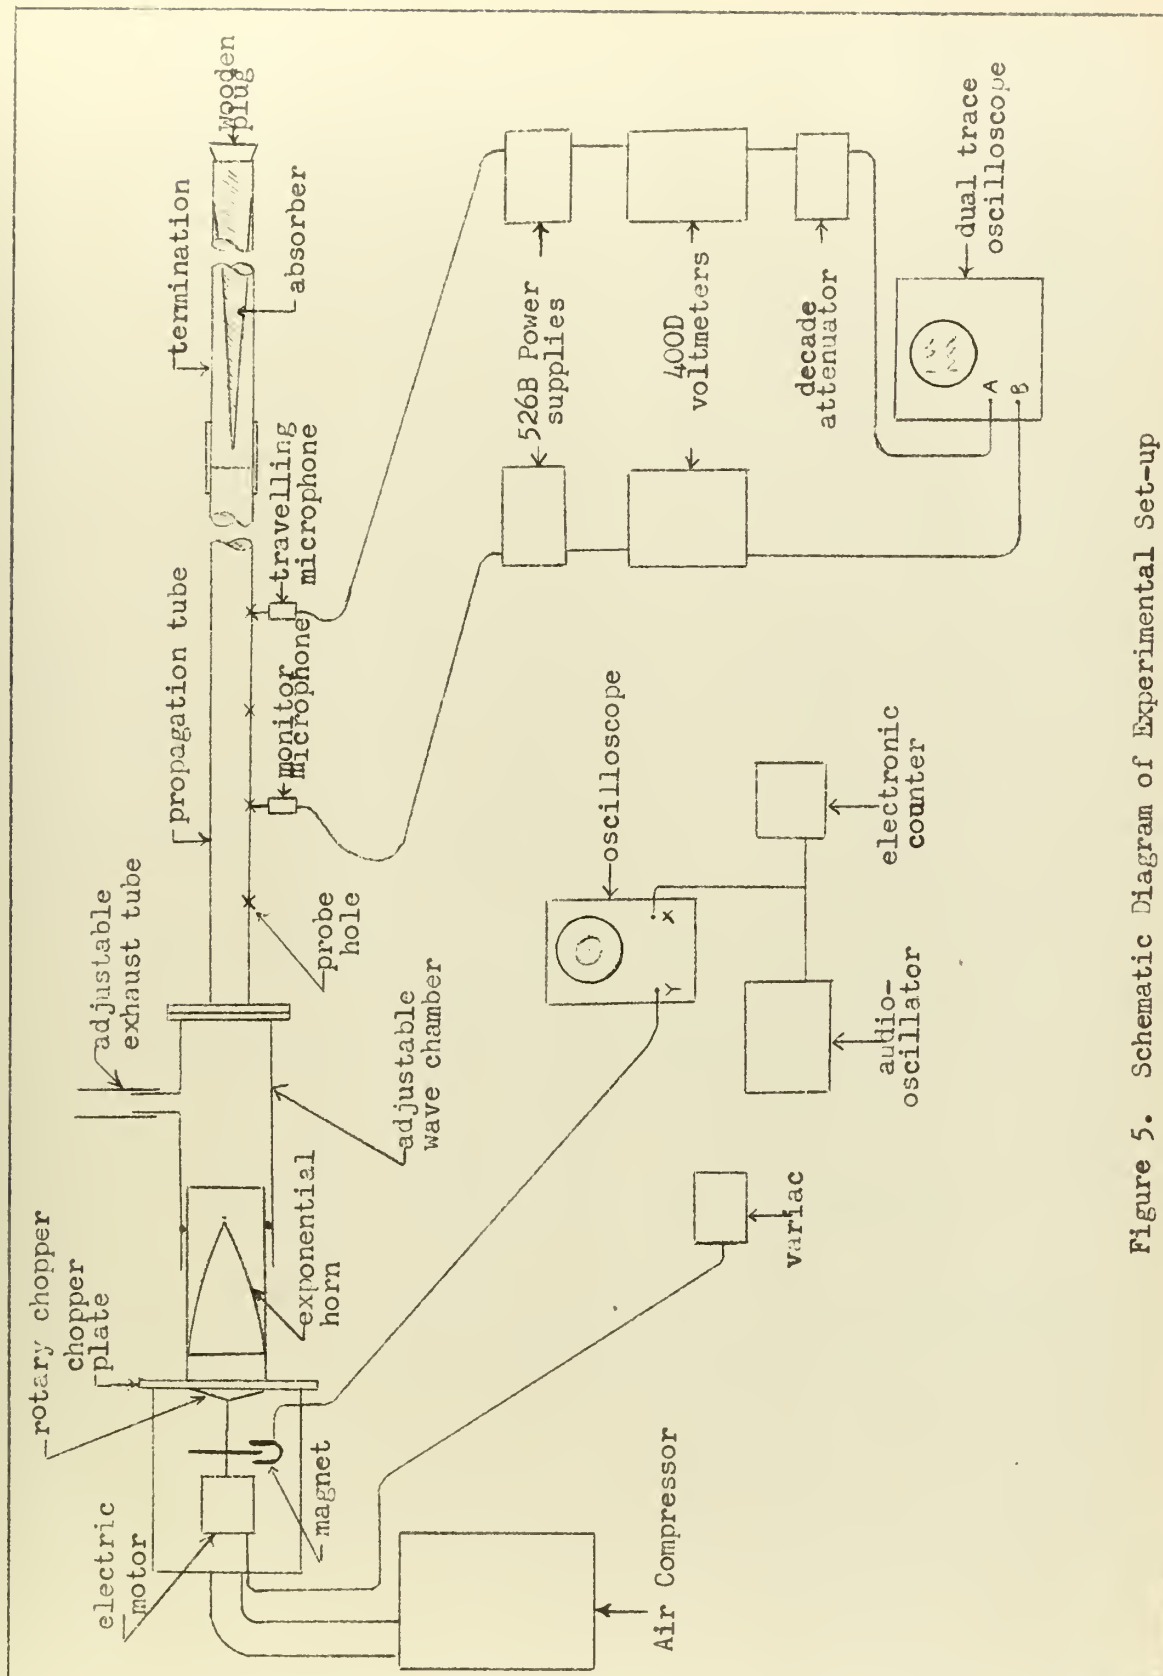 wooden
plug
termination
absorber
travelling
microphone
monitor
microphone
propagation tube
probe
hole
adjustable
exhaust tube
adjustable
wave chamber
exponential
horn
rotary chopper
chopper
plate
magnet
electric
motor
Air Compressor
variac
audio-
oscillator
electronic
counter
oscilloscope
X
Y
526B Power
supplies
400D
voltmeters
decade
attenuator
dual trace
oscilloscope
A
B
Figure 5. Schematic Diagram of Experimental Set-up